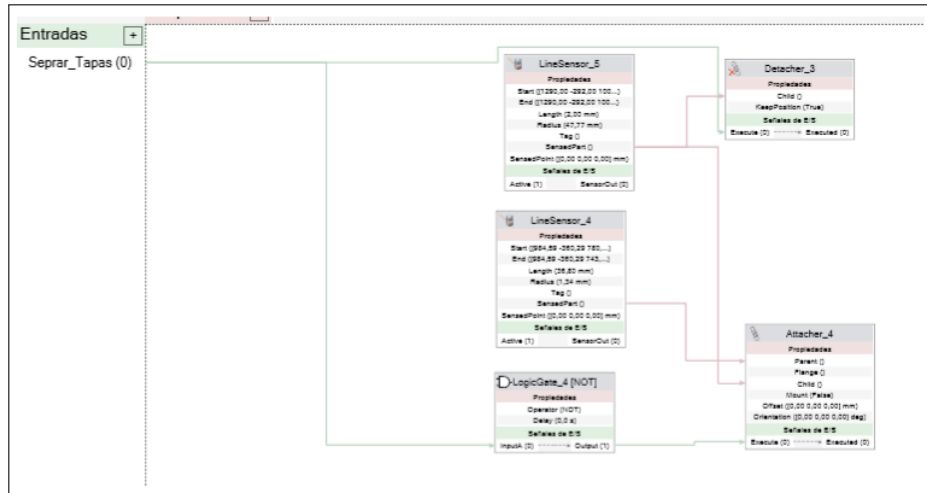 Entradas +
Seprar_Tapas (0)
LineSensor_5
Propiedades
Start ([1290,00 -292,00 100...)
End ([1290,00 -292,00 100...)
Length (2,00 mm)
Radius (47,77 mm)
Tag ()
SensedPart ()
SensedPoint ([0,00 0,00 0,00] mm)
Señales de E/S
Active (1) SensorOut (0)
Detacher_3
Propiedades
Child ()
KeepPosition (True)
Señales de E/S
Execute (0) Executed (0)
LineSensor_4
Propiedades
Start ([984,89 -360,29 780,...)
End ([984,89 -360,29 743,...)
Length (36,80 mm)
Radius (1,34 mm)
Tag ()
SensedPart ()
SensedPoint ([0,00 0,00 0,00] mm)
Señales de E/S
Active (1) SensorOut (0)
Attacher_4
Propiedades
Parent ()
Flange ()
Child ()
Mount (False)
Offset ([0,00 0,00 0,00] mm)
Orientation ([0,00 0,00 0,00] deg)
Señales de E/S
Execute (0) Executed (0)
LogicGate_4 [NOT]
Propiedades
Operator (NOT)
Delay (0,0 s)
Señales de E/S
InputA (0) Output (1)